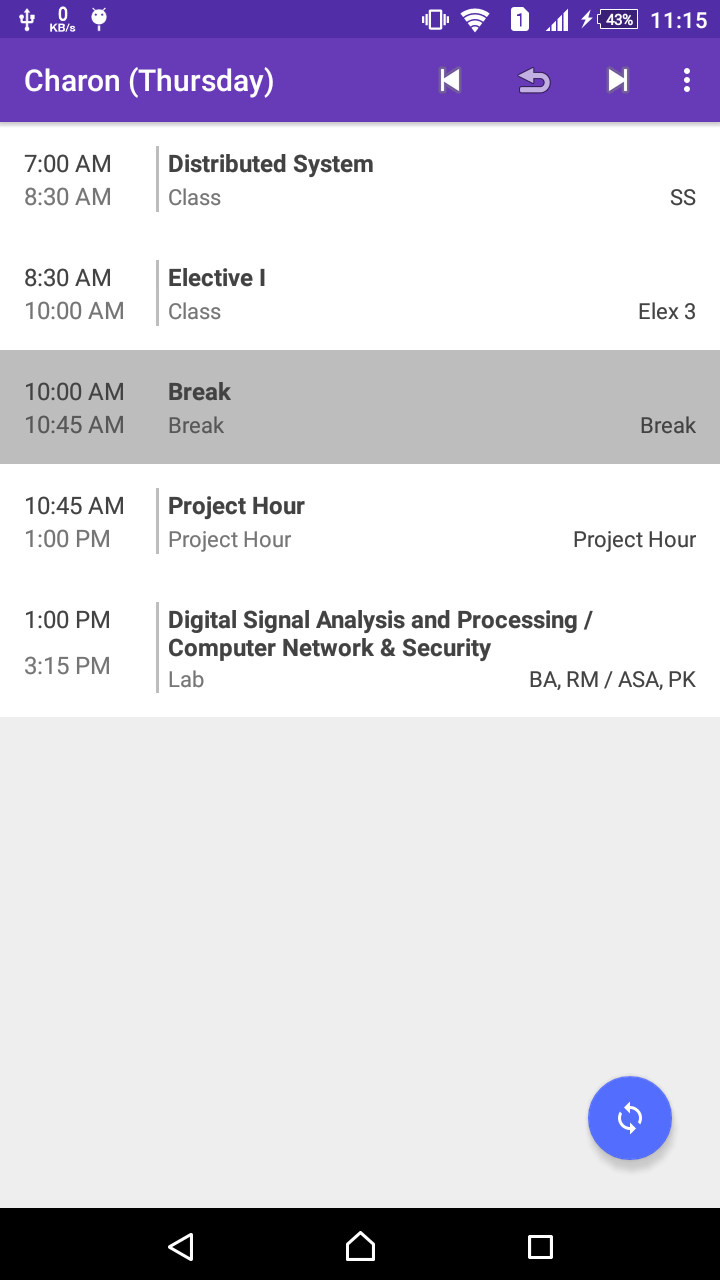 0
KB/s
1
43%
11:15
Charon (Thursday)
7:00 AM
Distributed System
8:30 AM
Class
SS
8:30 AM
Elective I
10:00 AM
Class
Elex 3
10:00 AM
Break
10:45 AM
Break
Break
10:45 AM
Project Hour
1:00 PM
Project Hour
Project Hour
1:00 PM
Digital Signal Analysis and Processing /
Computer Network & Security
3:15 PM
Lab
BA, RM / ASA, PK